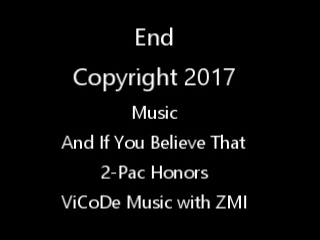 End
Copyright 2017
Music
And If You Believe That
2-Pac Honors
ViCoDe Music with ZMI